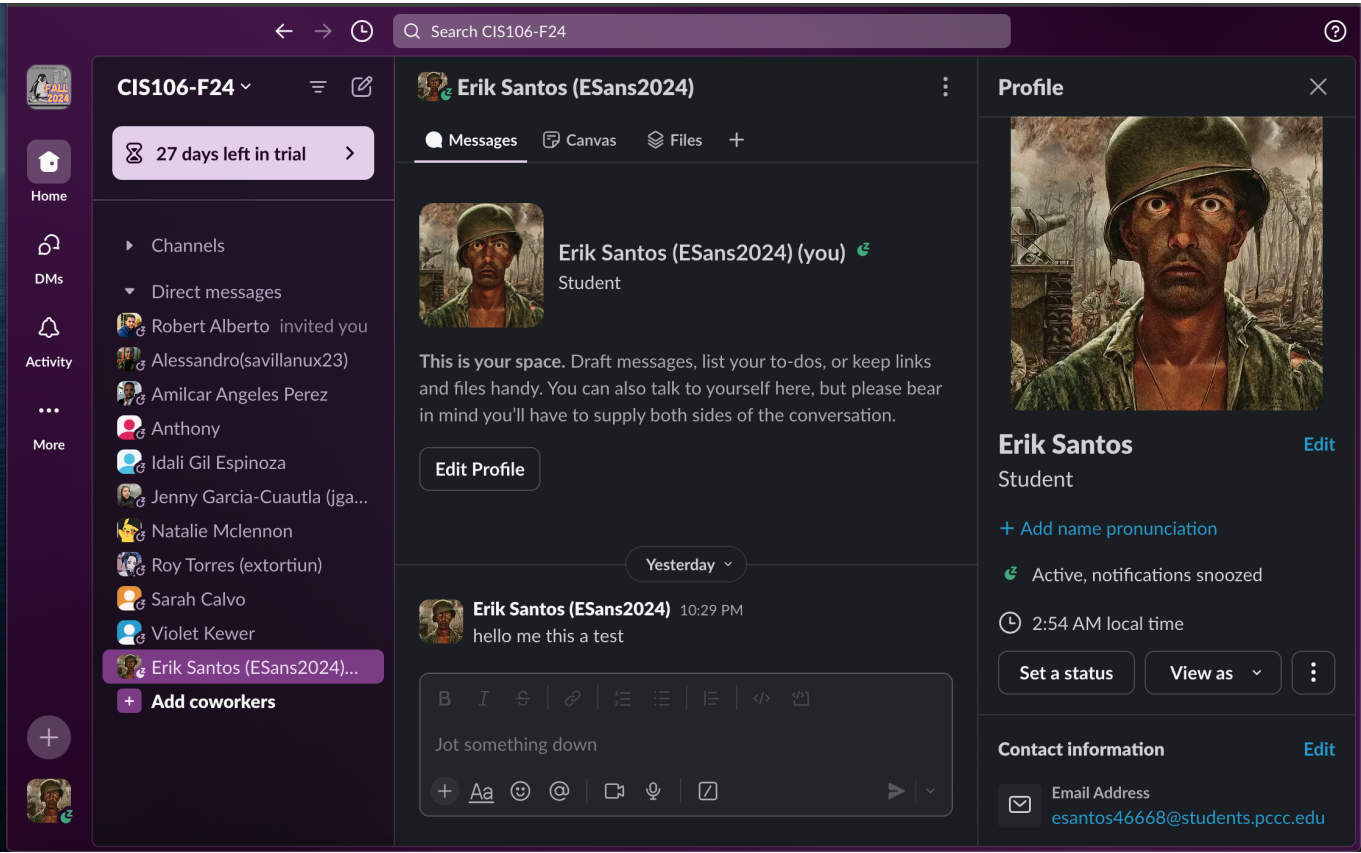 Search CIS106-F24
FALL
2024
Home
DMs
Activity
More
CIS106-F24
27 days left in trial
Channels
Direct messages
Robert Alberto invited you
Alessandro(savillanux23)
Amilcar Angeles Perez
Anthony
Idali Gil Espinoza
Jenny Garcia-Cuautla (jga...
Natalie Mclennon
Roy Torres (extortiun)
Sarah Calvo
Violet Kewer
Erik Santos (ESans2024)...
+ Add coworkers
Erik Santos (ESans2024)
Messages
Canvas
Files
+
Erik Santos (ESans2024) (you)
Student
This is your space. Draft messages, list your to-dos, or keep links
and files handy. You can also talk to yourself here, but please bear
in mind you’ll have to supply both sides of the conversation.
Edit Profile
Yesterday
Erik Santos (ESans2024) 10:29 PM
hello me this a test
B I S
Jot something down
+ Aa @
Profile
Erik Santos
Edit
Student
+ Add name pronunciation
Active, notifications snoozed
2:54 AM local time
Set a status
View as
Contact information
Edit
Email Address
esantos46668@students.pccc.edu